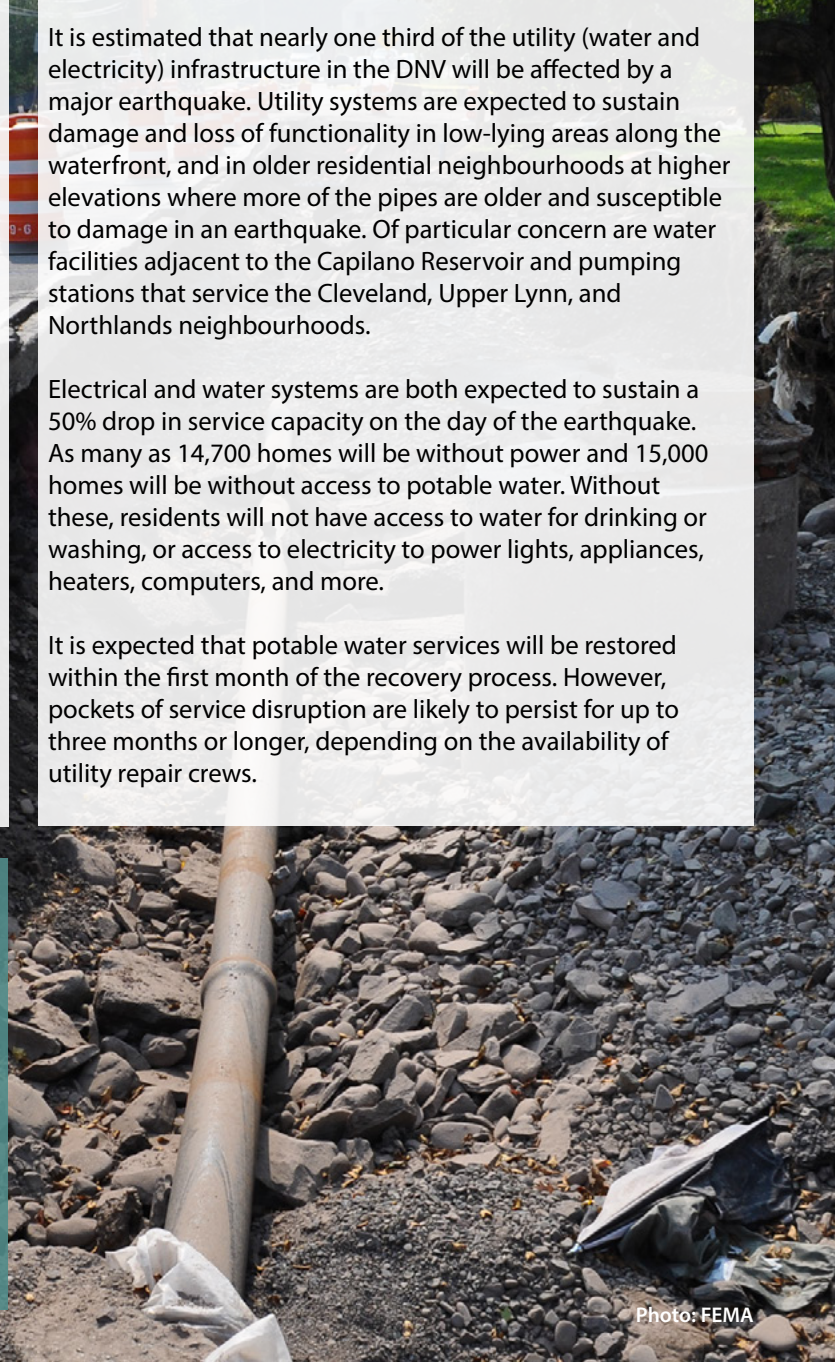 It is estimated that nearly one third of the utility (water and
electricity) infrastructure in the DNV will be affected by a
major earthquake. Utility systems are expected to sustain
damage and loss of functionality in low-lying areas along the
waterfront, and in older residential neighbourhoods at higher
elevations where more of the pipes are older and susceptible
to damage in an earthquake. Of particular concern are water
facilities adjacent to the Capilano Reservoir and pumping
stations that service the Cleveland, Upper Lynn, and
Northlands neighbourhoods.
Electrical and water systems are both expected to sustain a
50% drop in service capacity on the day of the earthquake.
As many as 14,700 homes will be without power and 15,000
homes will be without access to potable water. Without
these, residents will not have access to water for drinking or
washing, or access to electricity to power lights, appliances,
heaters, computers, and more.
It is expected that potable water services will be restored
within the first month of the recovery process. However,
pockets of service disruption are likely to persist for up to
three months or longer, depending on the availability of
utility repair crews.
9-6
Photo: FEMA